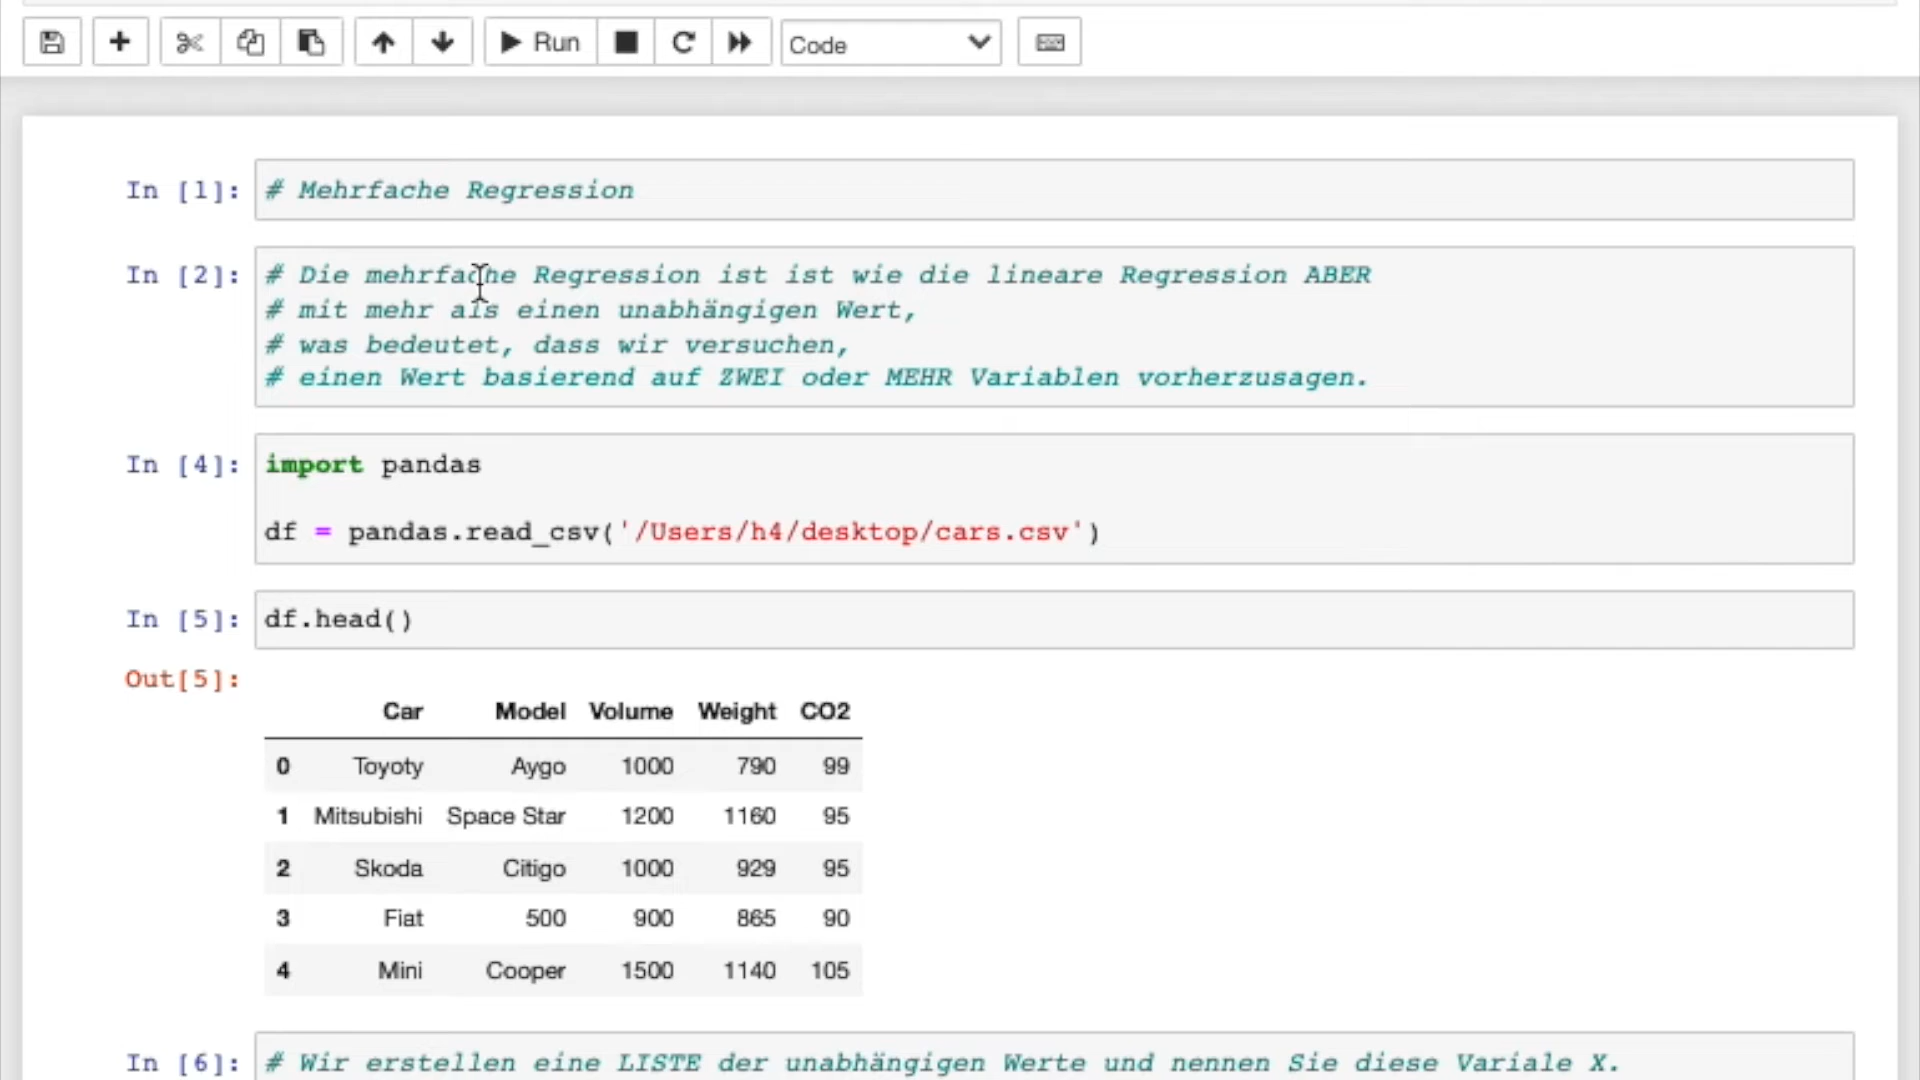 Run
Code
In [1]: # Mehrfache Regression
In [2]: # Die mehrfache Regression ist ist wie die lineare Regression ABER
# mit mehr als einen unabhängigen Wert,
# was bedeutet, dass wir versuchen,
# einen Wert basierend auf ZWEI oder MEHR Variablen vorherzusagen.
In [4]: import pandas
df = pandas.read_csv('/Users/h4/desktop/cars.csv')
In [5]: df.head()
Out[5]:
Car Model Volume Weight CO2
0 Toyoty Aygo 1000 790 99
1 Mitsubishi Space Star 1200 1160 95
2 Skoda Citigo 1000 929 95
3 Fiat 500 900 865 90
4 Mini Cooper 1500 1140 105
In [6]: # Wir erstellen eine LISTE der unabhängigen Werte und nennen Sie diese Variale X.